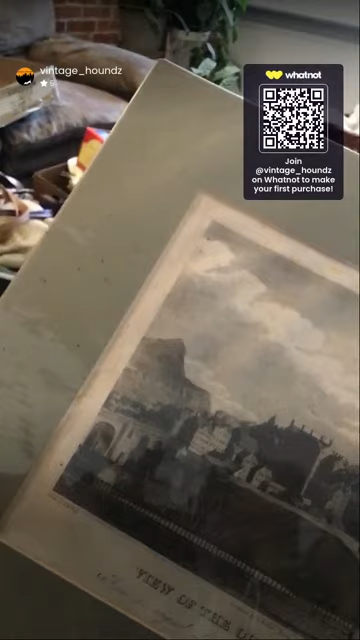 vintage_houndz
whatnot
Join
@vintage_houndz
on Whatnot to make
your first purchase!
VIEW OF THE